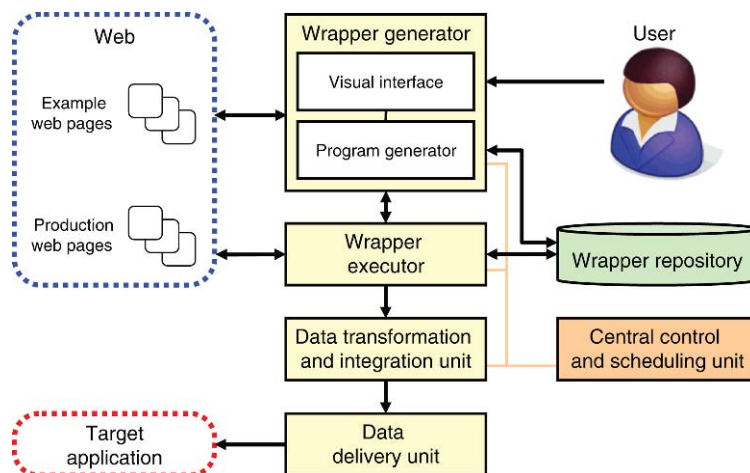 Web
Wrapper generator
User
Visual interface
Example
web pages
Program generator
Production
web pages
Wrapper
executor
Wrapper repository
Data transformation
and integration unit
Central control
and scheduling unit
Target
application
Data
delivery unit